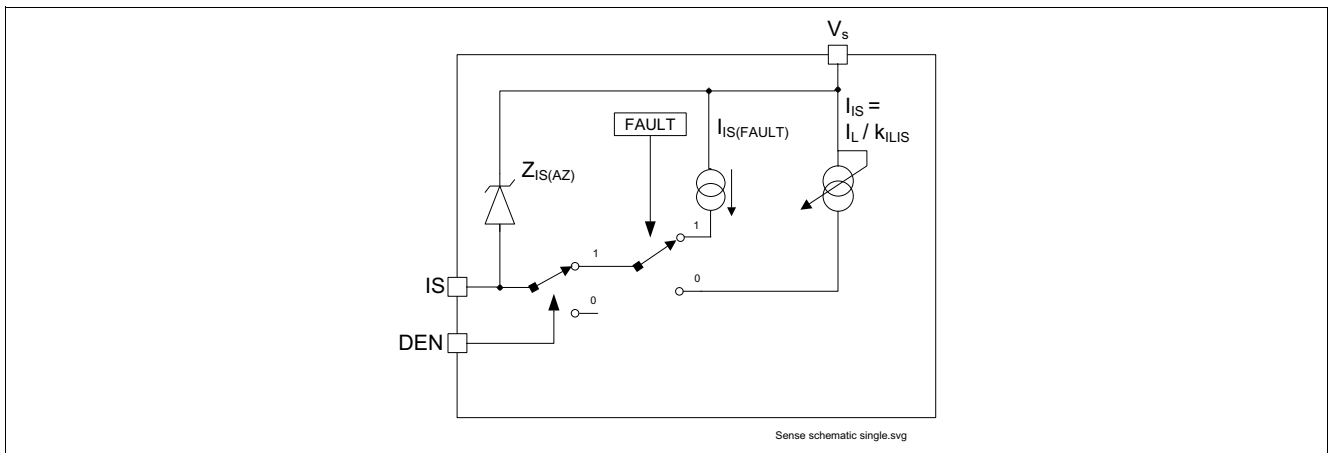 Vs
IIS =
IL / kILIS
FAULT
IIS(FAULT)
ZIS(AZ)
1
1
0
IS
0
DEN
Sense schematic single.svg